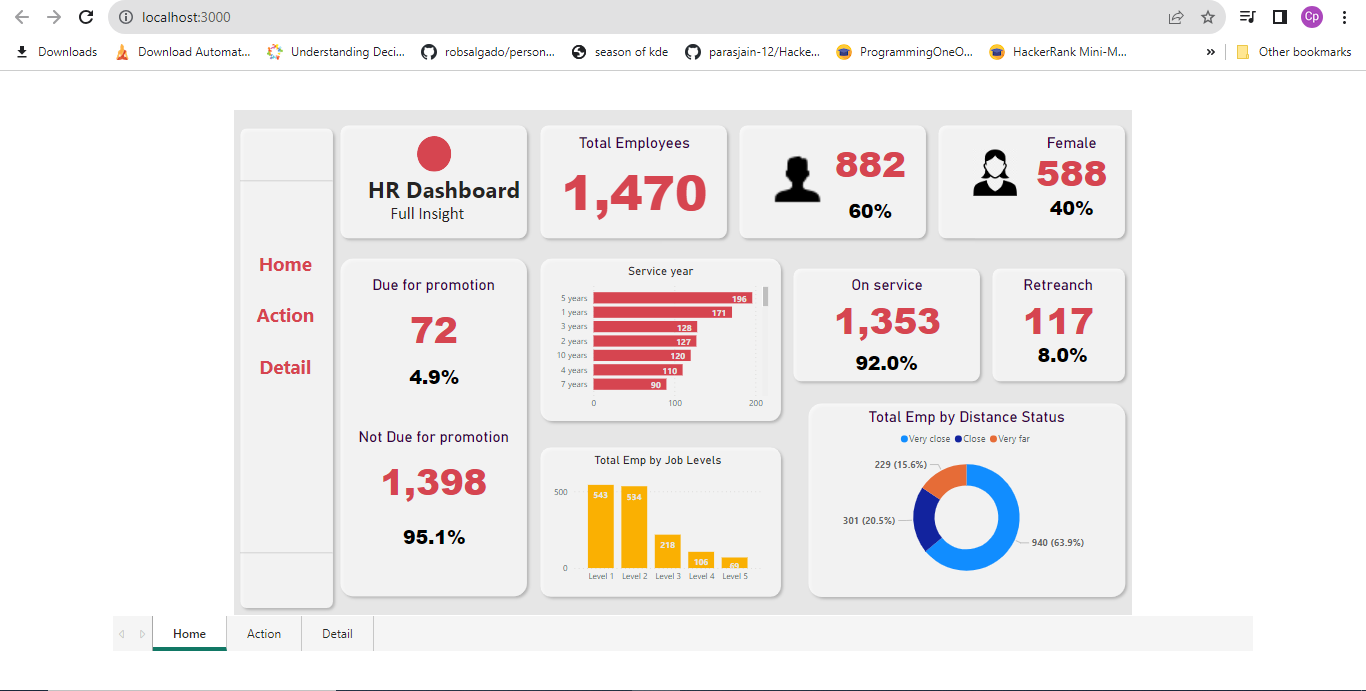 localhost:3000
Cp
Downloads
Download Automat...
Understanding Deci...
robsalgado/person...
season of kde
parasjain-12/Hacke...
ProgrammingOneO...
HackerRank Mini-M...
»
Other bookmarks
HR Dashboard
Full Insight
Total Employees
1,470
882
60%
Female
588
40%
Home
Action
Detail
Due for promotion
72
4.9%
Not Due for promotion
1,398
95.1%
Service year
5 years 196
1 years 171
3 years 128
2 years 127
10 years 120
4 years 110
7 years 90
0 100 200
On service
1,353
92.0%
Retreanch
117
8.0%
Total Emp by Job Levels
500
0
543 534 218 106 69
Level 1 Level 2 Level 3 Level 4 Level 5
Total Emp by Distance Status
Very close Close Very far
229 (15.6%)
301 (20.5%)
940 (63.9%)
Home Action Detail